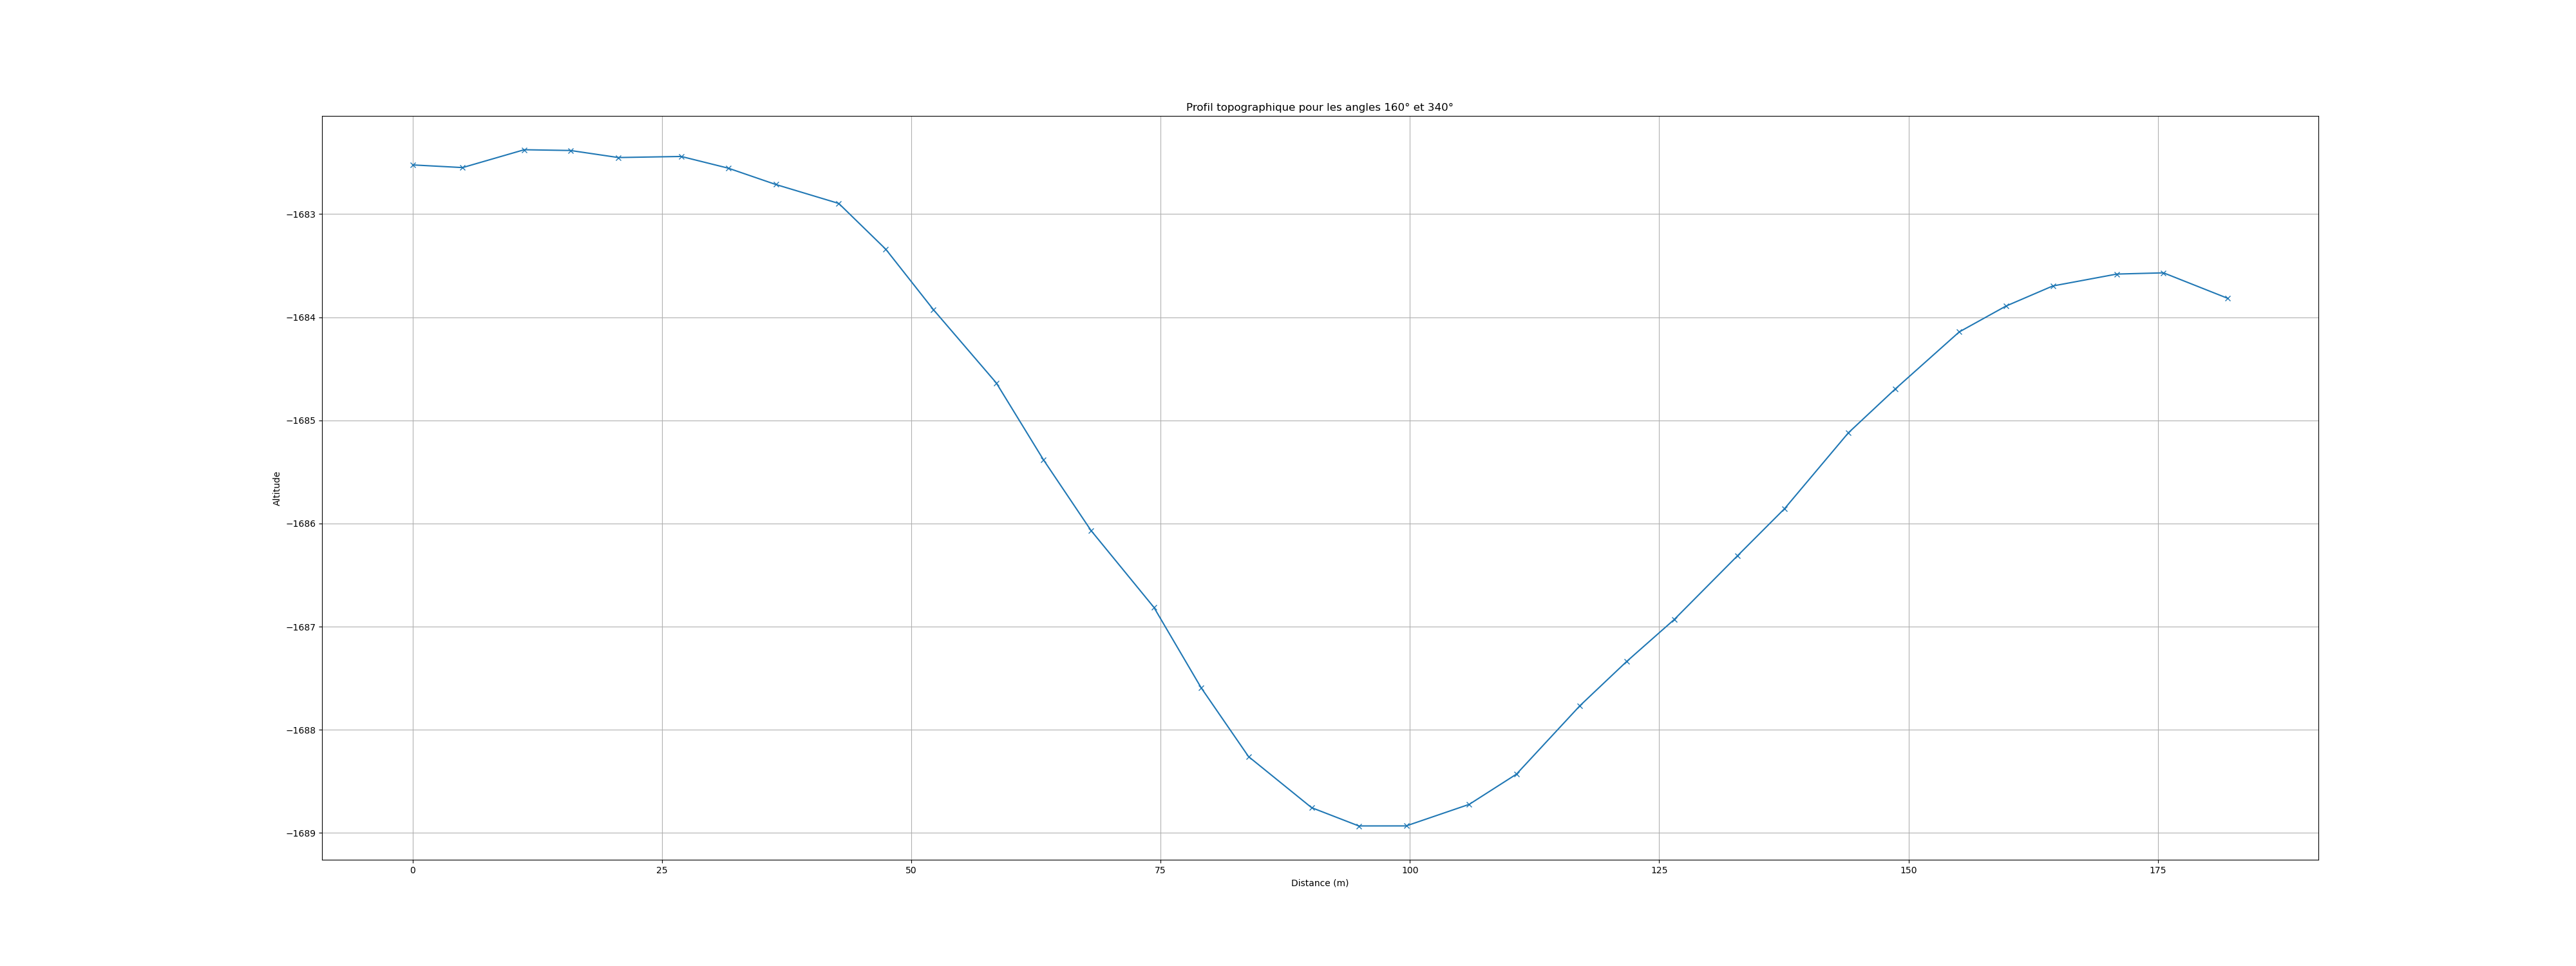 Profil topographique pour les angles 160° et 340°
−1683
−1684
−1685
−1686
−1687
−1688
−1689
Altitude
0 25 50 75 100 125 150 175
Distance (m)